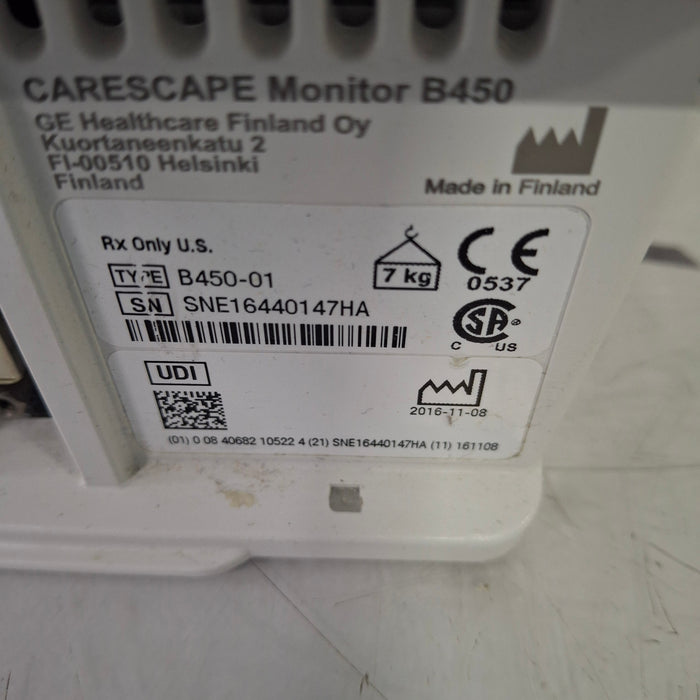 CARESCAPE Monitor B450
GE Healthcare Finland Oy
Kuortaneenkatu 2
FI-00510 Helsinki
Finland
Made in Finland
Rx Only U.S.
7 kg
CE
0537
TYPE B450-01
SN SNE16440147HA
SA ®
C US
UDI
2016-11-08
(01) 0 08 40682 10522 4 (21) SNE16440147HA (11) 161108